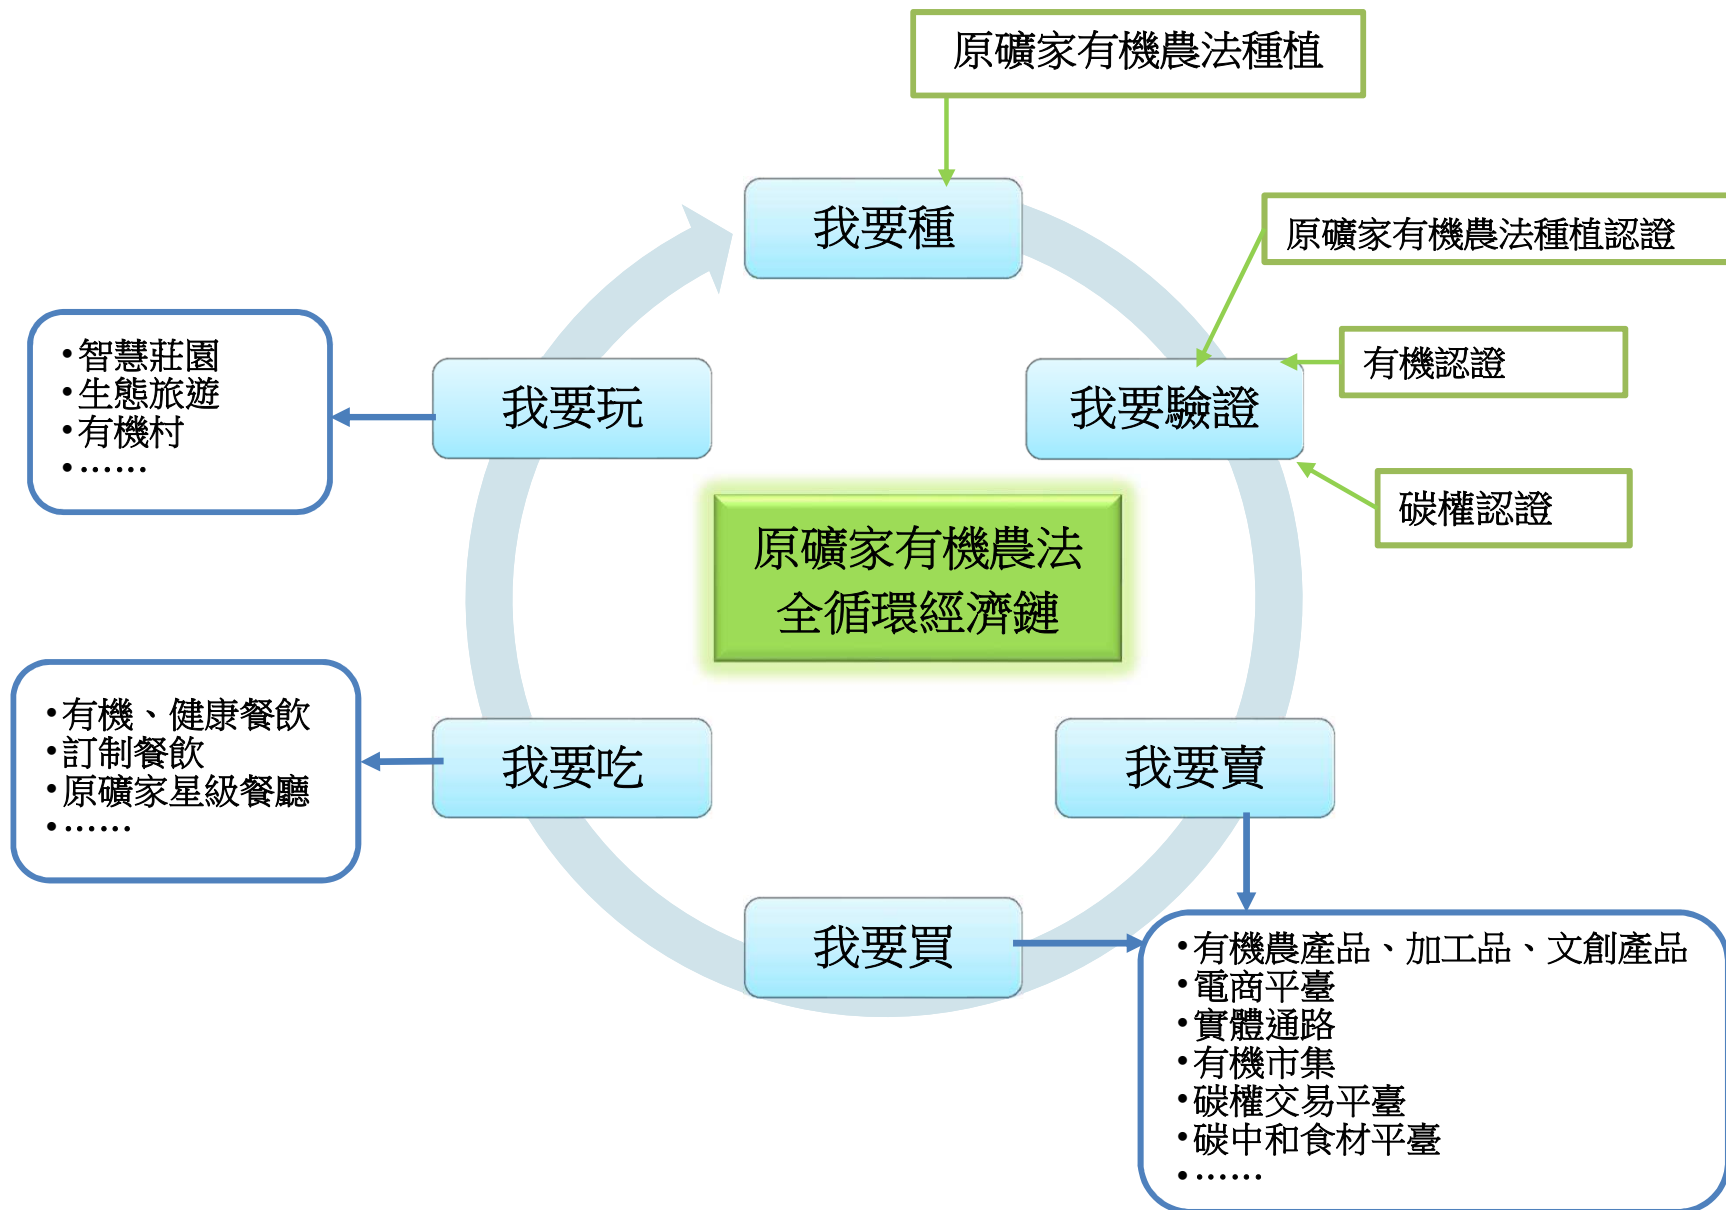 原礦家有機農法種植
我要種
原礦家有機農法種植認證
有機認證
我要驗證
碳權認證
我要玩
•智慧莊園
•生態旅遊
•有機村
•……
原礦家有機農法
全循環經濟鏈
我要吃
•有機、健康餐飲
•訂制餐飲
•原礦家星級餐廳
•……
我要賣
我要買
•有機農產品、加工品、文創產品
•電商平臺
•實體通路
•有機市集
•碳權交易平臺
•碳中和食材平臺
•……